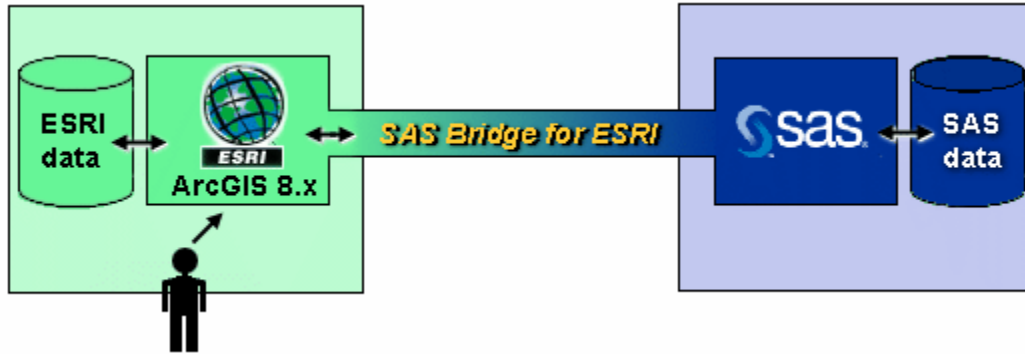 ESRI
data
ESRI
ArcGIS 8.x
SAS Bridge for ESRI
sas
SAS
data